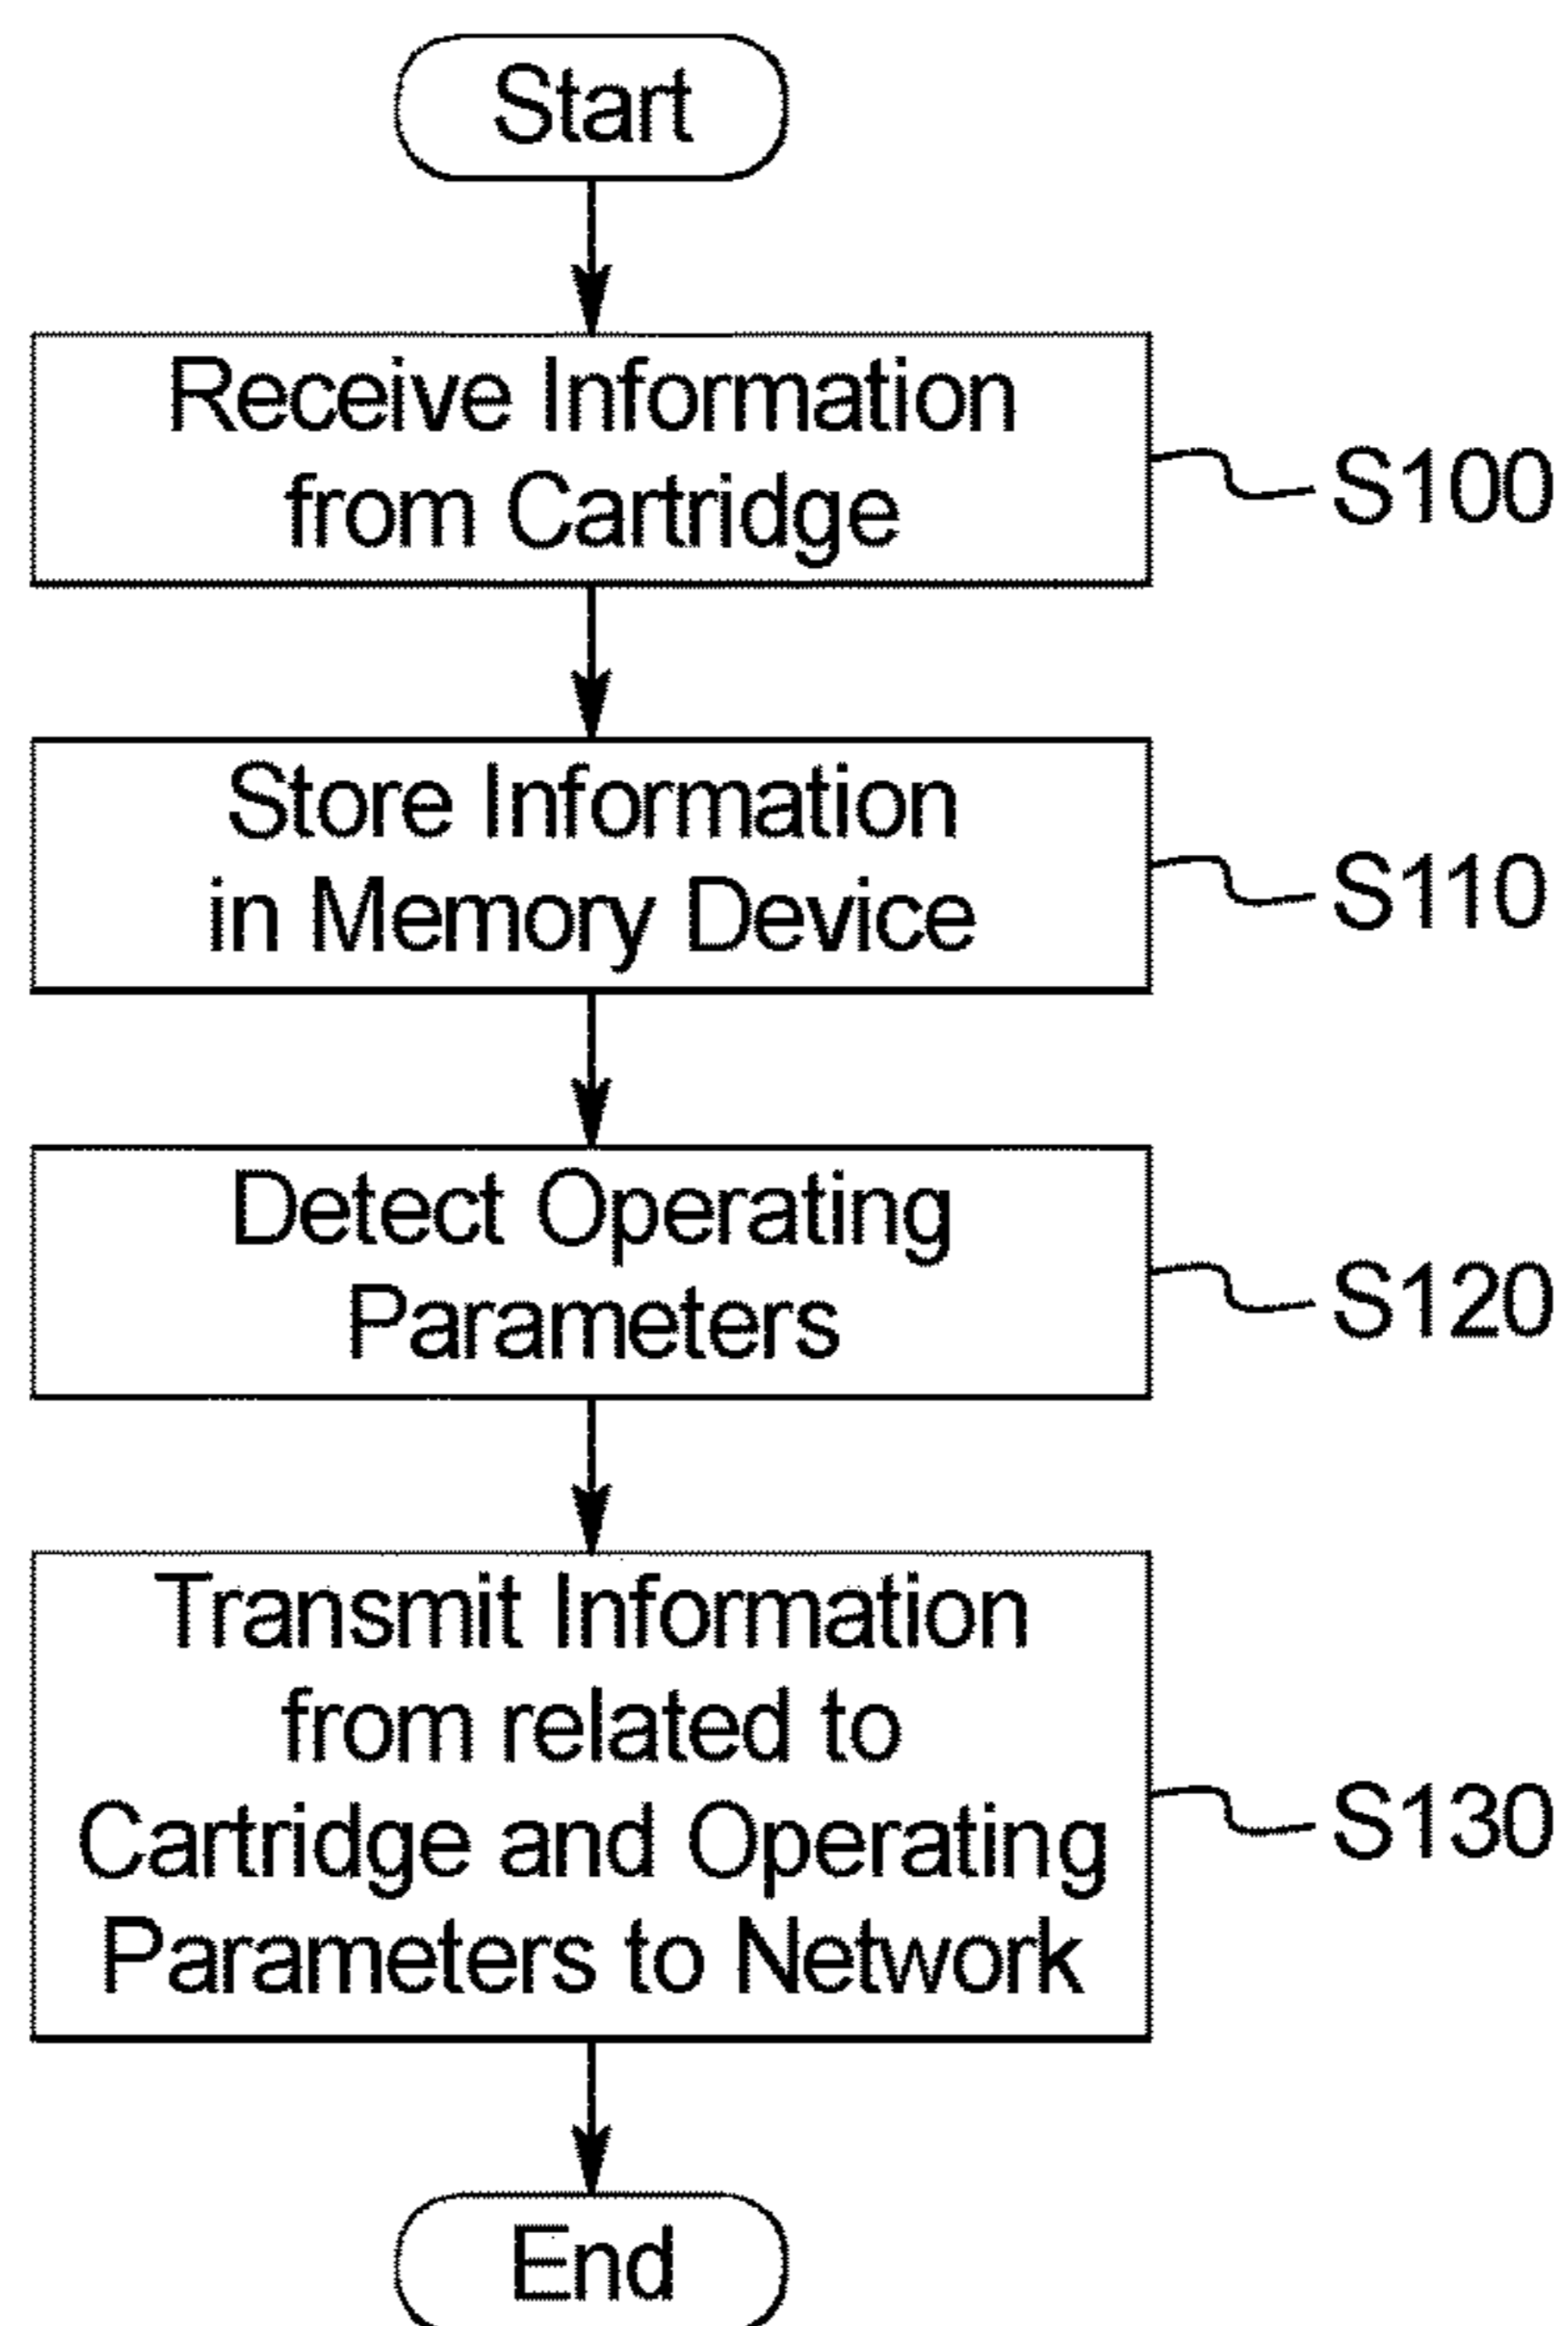 Start
Receive Information
from Cartridge
S100
Store Information
in Memory Device
S110
Detect Operating
Parameters
S120
Transmit Information
from related to
Cartridge and Operating
Parameters to Network
S130
End